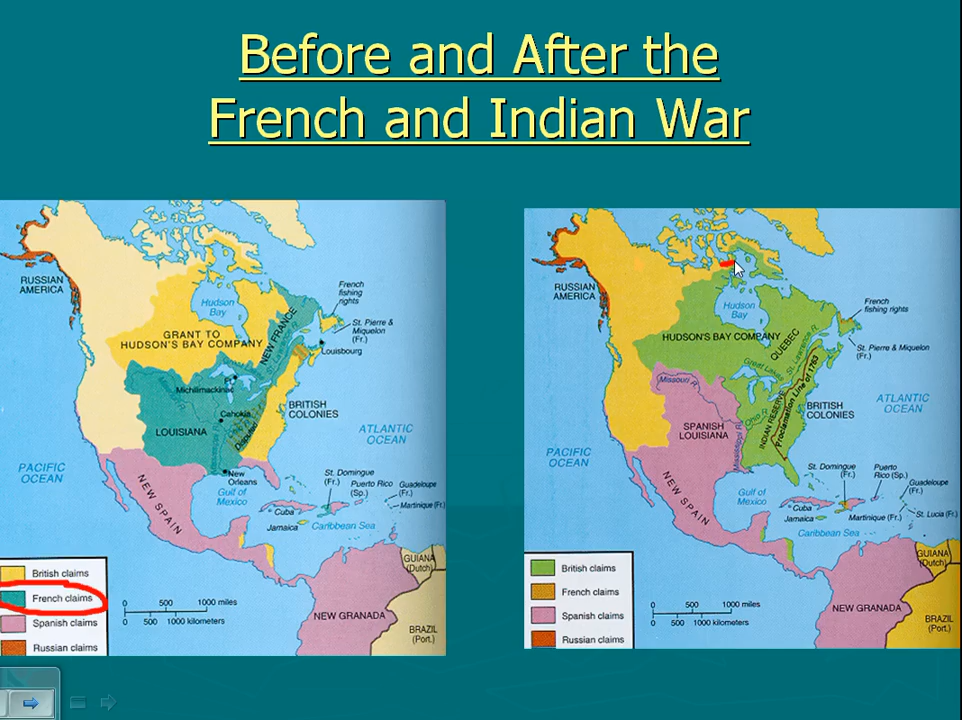 Before and After the
French and Indian War
RUSSIAN
AMERICA
Hudson
Bay
GRANT TO
HUDSON'S BAY COMPANY
NEW FRANCE
French
fishing
rights
St. Pierre &
Miquelon
(Fr.)
Louisbourg
Michilimackinac
Cahokia
LOUISIANA
Disputed
BRITISH
COLONIES
ATLANTIC
OCEAN
PACIFIC
OCEAN
New
Orleans
Gulf of
Mexico
NEW SPAIN
St. Domingue
(Fr.)
Puerto Rico
(Sp.)
Guadeloupe
(Fr.)
Martinique (Fr.)
Cuba
Jamaica
Caribbean Sea
GUIANA
(Dutch)
NEW GRANADA
BRAZIL
(Port.)
British claims
French claims
Spanish claims
Russian claims
0 500 1000 miles
0 500 1000 kilometers
RUSSIAN
AMERICA
Hudson
Bay
HUDSON'S BAY COMPANY
QUEBEC
St. Lawrence R.
French
fishing rights
St. Pierre & Miquelon
(Fr.)
Great Lakes
Missouri R.
Ohio R.
Mississippi R.
INDIAN RESERVE
Proclamation Line of 1763
SPANISH
LOUISIANA
BRITISH
COLONIES
ATLANTIC
OCEAN
PACIFIC
OCEAN
Gulf of
Mexico
NEW SPAIN
St. Domingue
(Fr.)
Puerto
Rico (Sp.)
Guadeloupe
(Fr.)
St. Lucia (Fr.)
Martinique (Fr.)
Cuba
Jamaica
Caribbean Sea
GUIANA
(Dutch)
NEW GRANADA
BRAZIL
(Port.)
British claims
French claims
Spanish claims
Russian claims
0 500 1000 miles
0 500 1000 kilometers